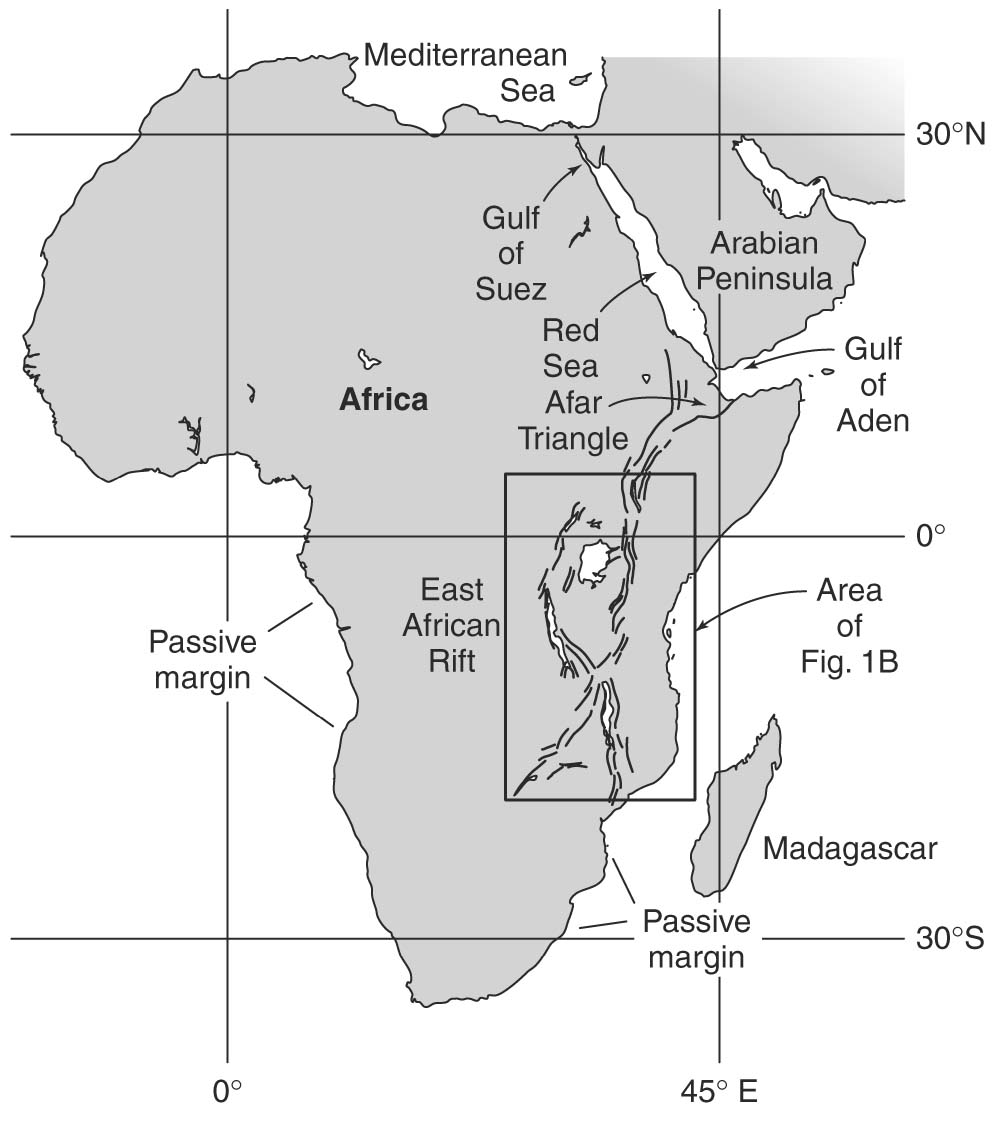 Mediterranean
Sea
30°N
Gulf
of
Suez
Arabian
Peninsula
Red
Sea
Gulf
of
Aden
Africa
Afar
Triangle
0°
East
African
Rift
Area
of
Fig. 1B
Passive
margin
Madagascar
Passive
margin
30°S
0°
45° E